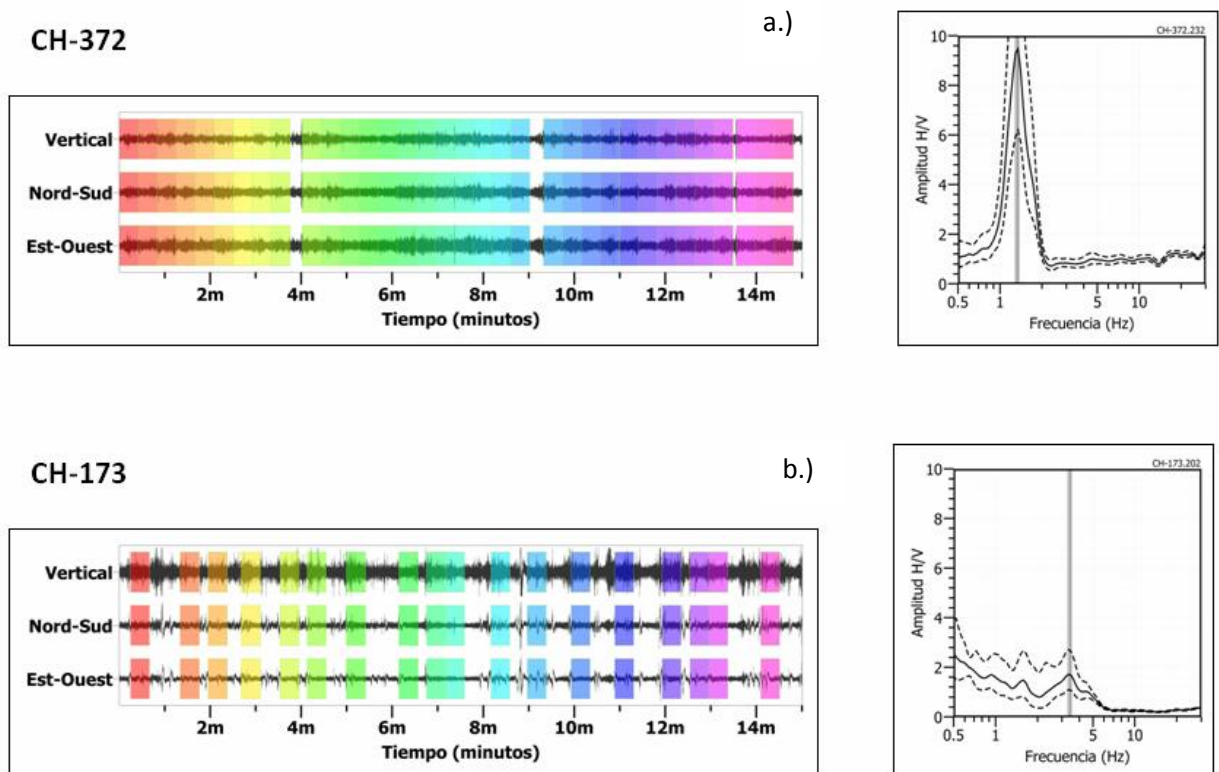 a.)
CH-372
Vertical
Nord-Sud
Est-Ouest
2m 4m 6m 8m 10m 12m 14m
Tiempo (minutos)
CH-372.232
Amplitud H/V
10
8
6
4
2
0
0.5 1 5 10
Frecuencia (Hz)
b.)
CH-173
Vertical
Nord-Sud
Est-Ouest
2m 4m 6m 8m 10m 12m 14m
Tiempo (minutos)
CH-173.202
Amplitud H/V
10
8
6
4
2
0
0.5 1 5 10
Frecuencia (Hz)